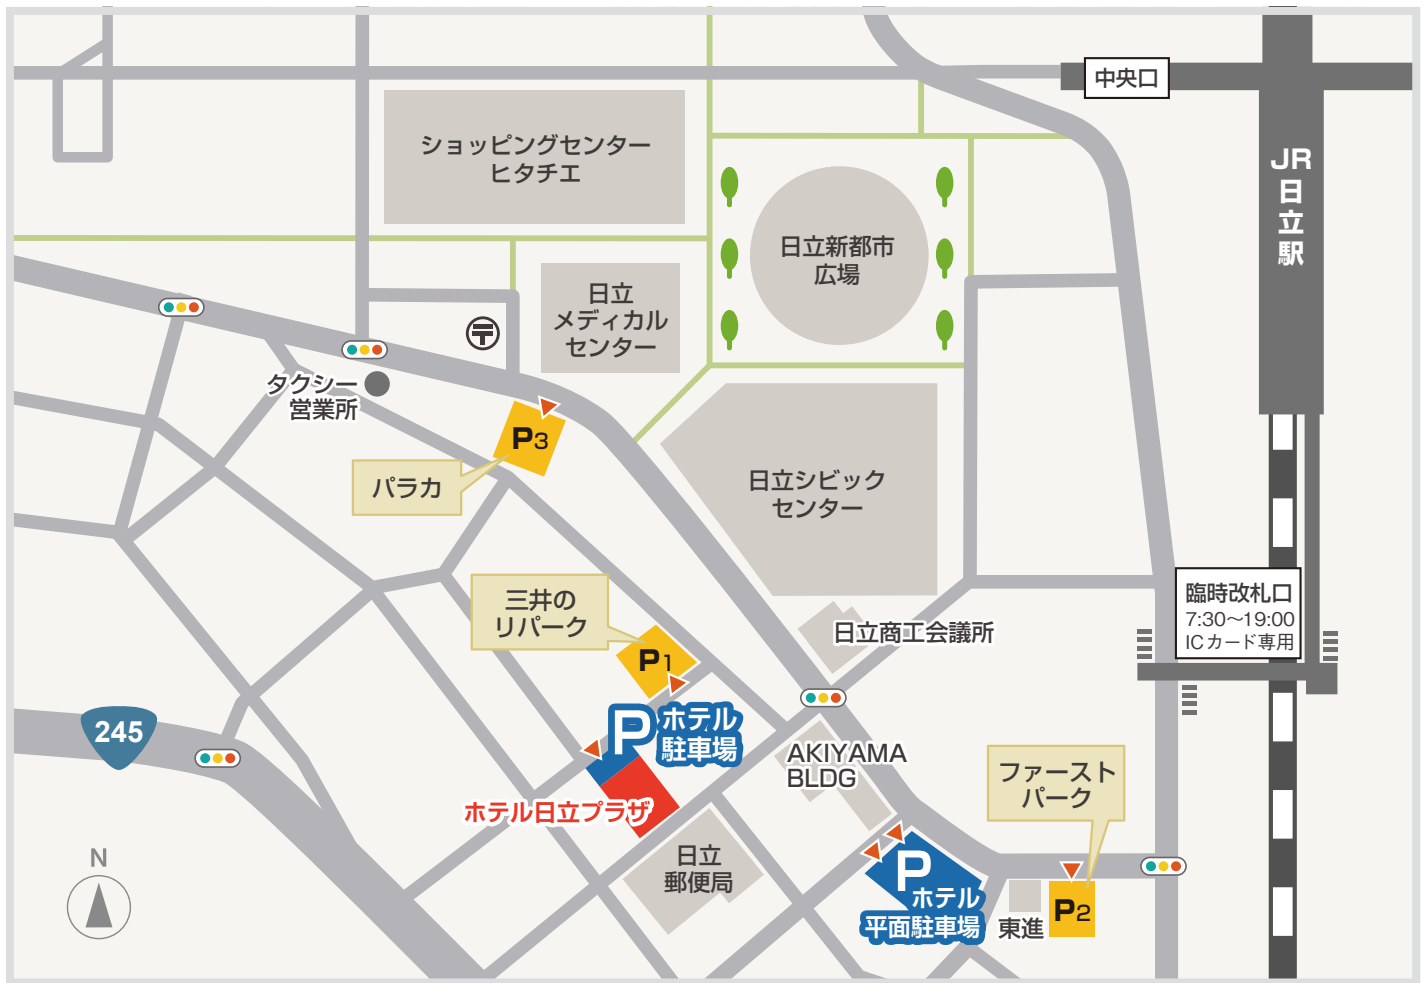 中央口
JR
日立駅
ショッピングセンター
ヒタチエ
日立新都市
広場
日立
メディカル
センター
〒
タクシー
営業所
P3
パラカ
日立シビック
センター
三井の
リパーク
P1
日立商工会議所
臨時改札口
7:30〜19:00
ICカード専用
245
P ホテル
駐車場
AKIYAMA
BLDG
ファースト
パーク
ホテル日立プラザ
日立
郵便局
P
ホテル
平面駐車場
東進
P2
N